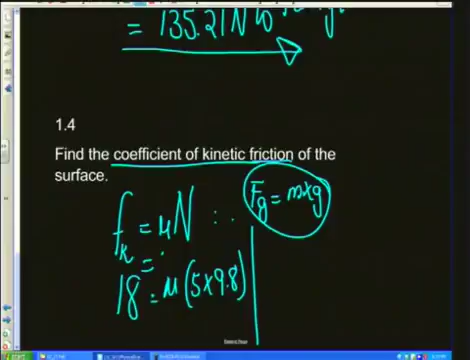 = 135.21N to
1.4
Find the coefficient of kinetic friction of the
surface.
fk = μN ∴ Fg = m×g
=
18 = μ(5×9.8)